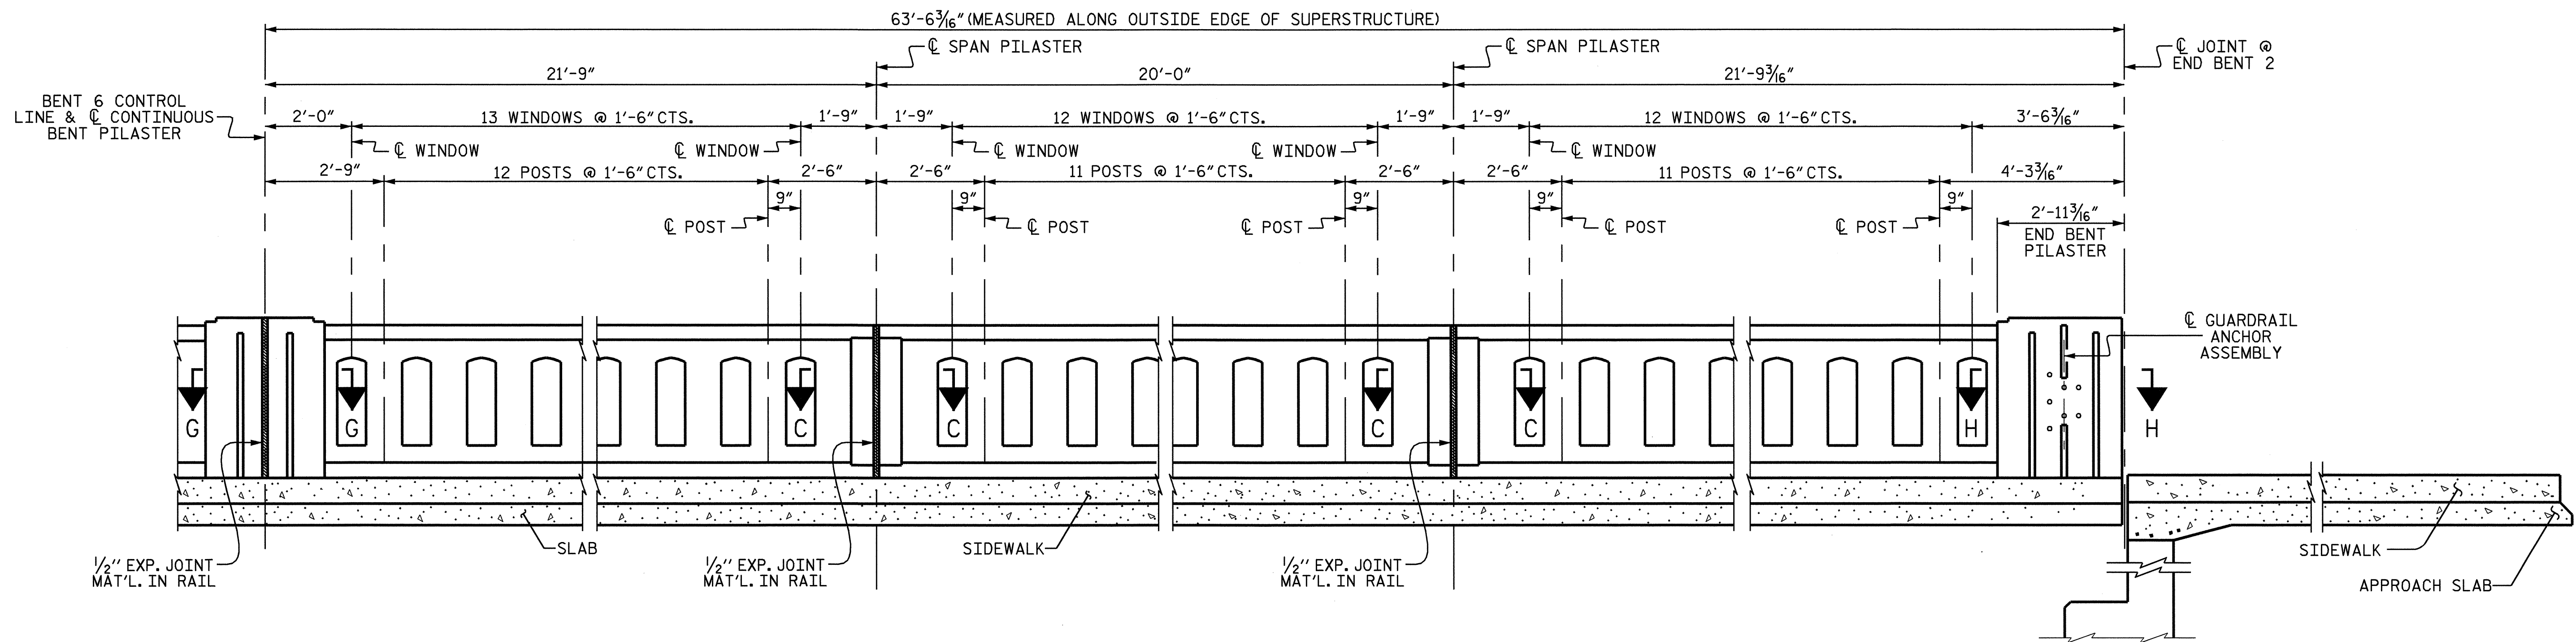 63'-6 3/16" (MEASURED ALONG OUTSIDE EDGE OF SUPERSTRUCTURE)
℄ SPAN PILASTER
℄ SPAN PILASTER
℄ JOINT @
END BENT 2
21'-9"
20'-0"
21'-9 3/16"
BENT 6 CONTROL
LINE & ℄ CONTINUOUS
BENT PILASTER
2'-0"
13 WINDOWS @ 1'-6" CTS.
1'-9"
1'-9"
12 WINDOWS @ 1'-6" CTS.
1'-9"
1'-9"
12 WINDOWS @ 1'-6" CTS.
3'-6 3/16"
℄ WINDOW
℄ WINDOW
℄ WINDOW
℄ WINDOW
℄ WINDOW
2'-9"
12 POSTS @ 1'-6" CTS.
2'-6"
2'-6"
11 POSTS @ 1'-6" CTS.
2'-6"
2'-6"
11 POSTS @ 1'-6" CTS.
4'-3 3/16"
9"
9"
9"
9"
9"
℄ POST
℄ POST
℄ POST
℄ POST
℄ POST
2'-11 3/16"
END BENT
PILASTER
℄ GUARDRAIL
ANCHOR
ASSEMBLY
G
G
C
C
C
C
H
H
1/2" EXP. JOINT
MAT'L. IN RAIL
SLAB
1/2" EXP. JOINT
MAT'L. IN RAIL
SIDEWALK
1/2" EXP. JOINT
MAT'L. IN RAIL
SIDEWALK
APPROACH SLAB